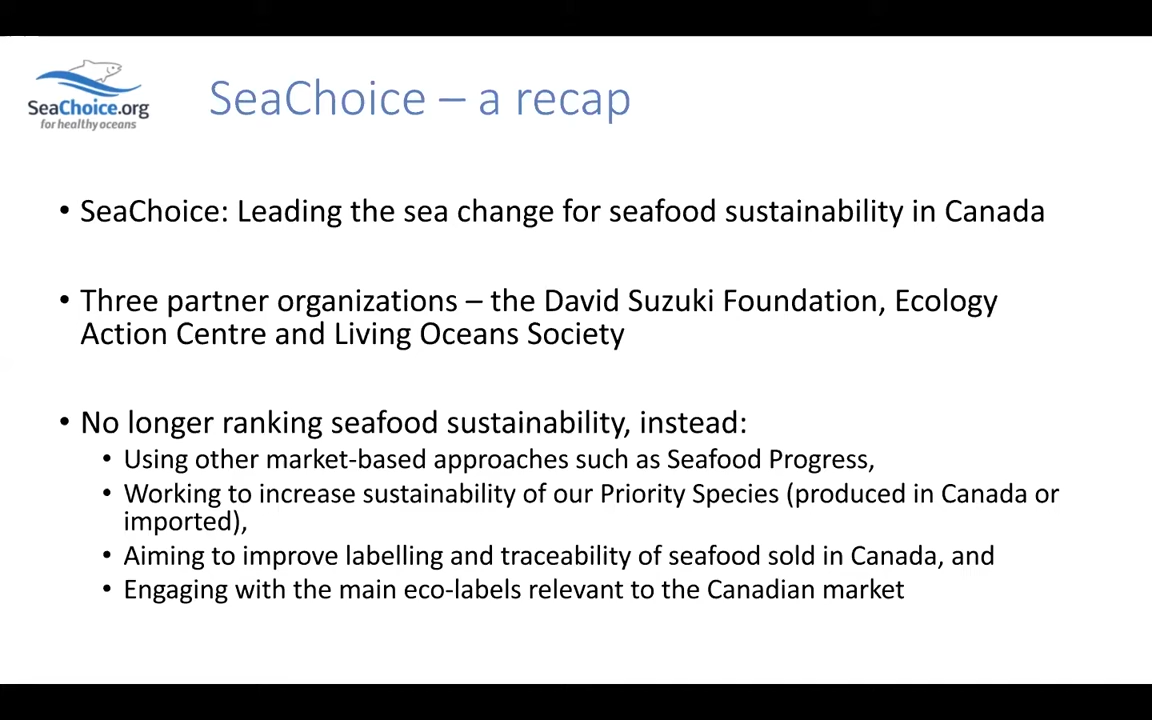 SeaChoice.org
for healthy oceans
SeaChoice – a recap
• SeaChoice: Leading the sea change for seafood sustainability in Canada
• Three partner organizations – the David Suzuki Foundation, Ecology
Action Centre and Living Oceans Society
• No longer ranking seafood sustainability, instead:
• Using other market-based approaches such as Seafood Progress,
• Working to increase sustainability of our Priority Species (produced in Canada or
imported),
• Aiming to improve labelling and traceability of seafood sold in Canada, and
• Engaging with the main eco-labels relevant to the Canadian market